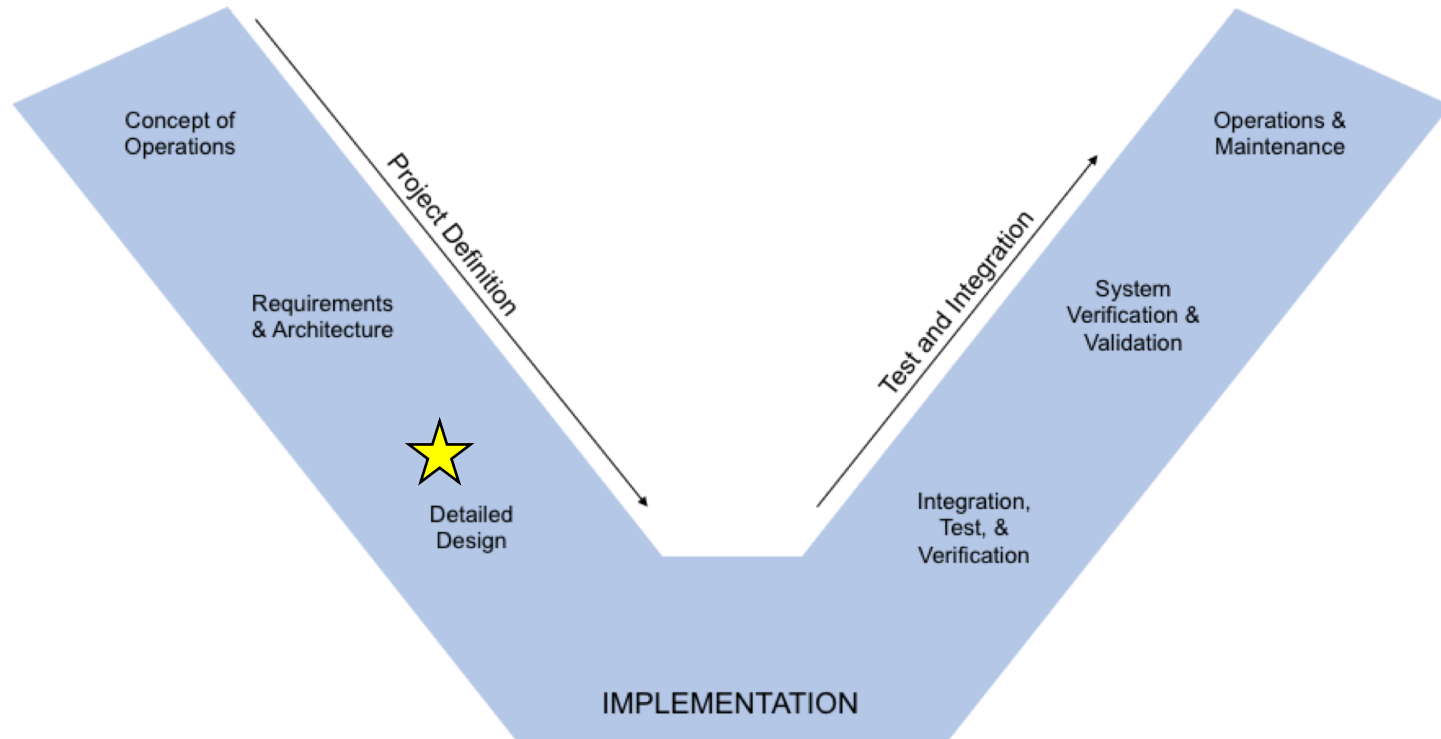 Concept of
Operations
Project Definition
Requirements
& Architecture
Detailed
Design
IMPLEMENTATION
Integration,
Test, &
Verification
Test and Integration
System
Verification &
Validation
Operations &
Maintenance